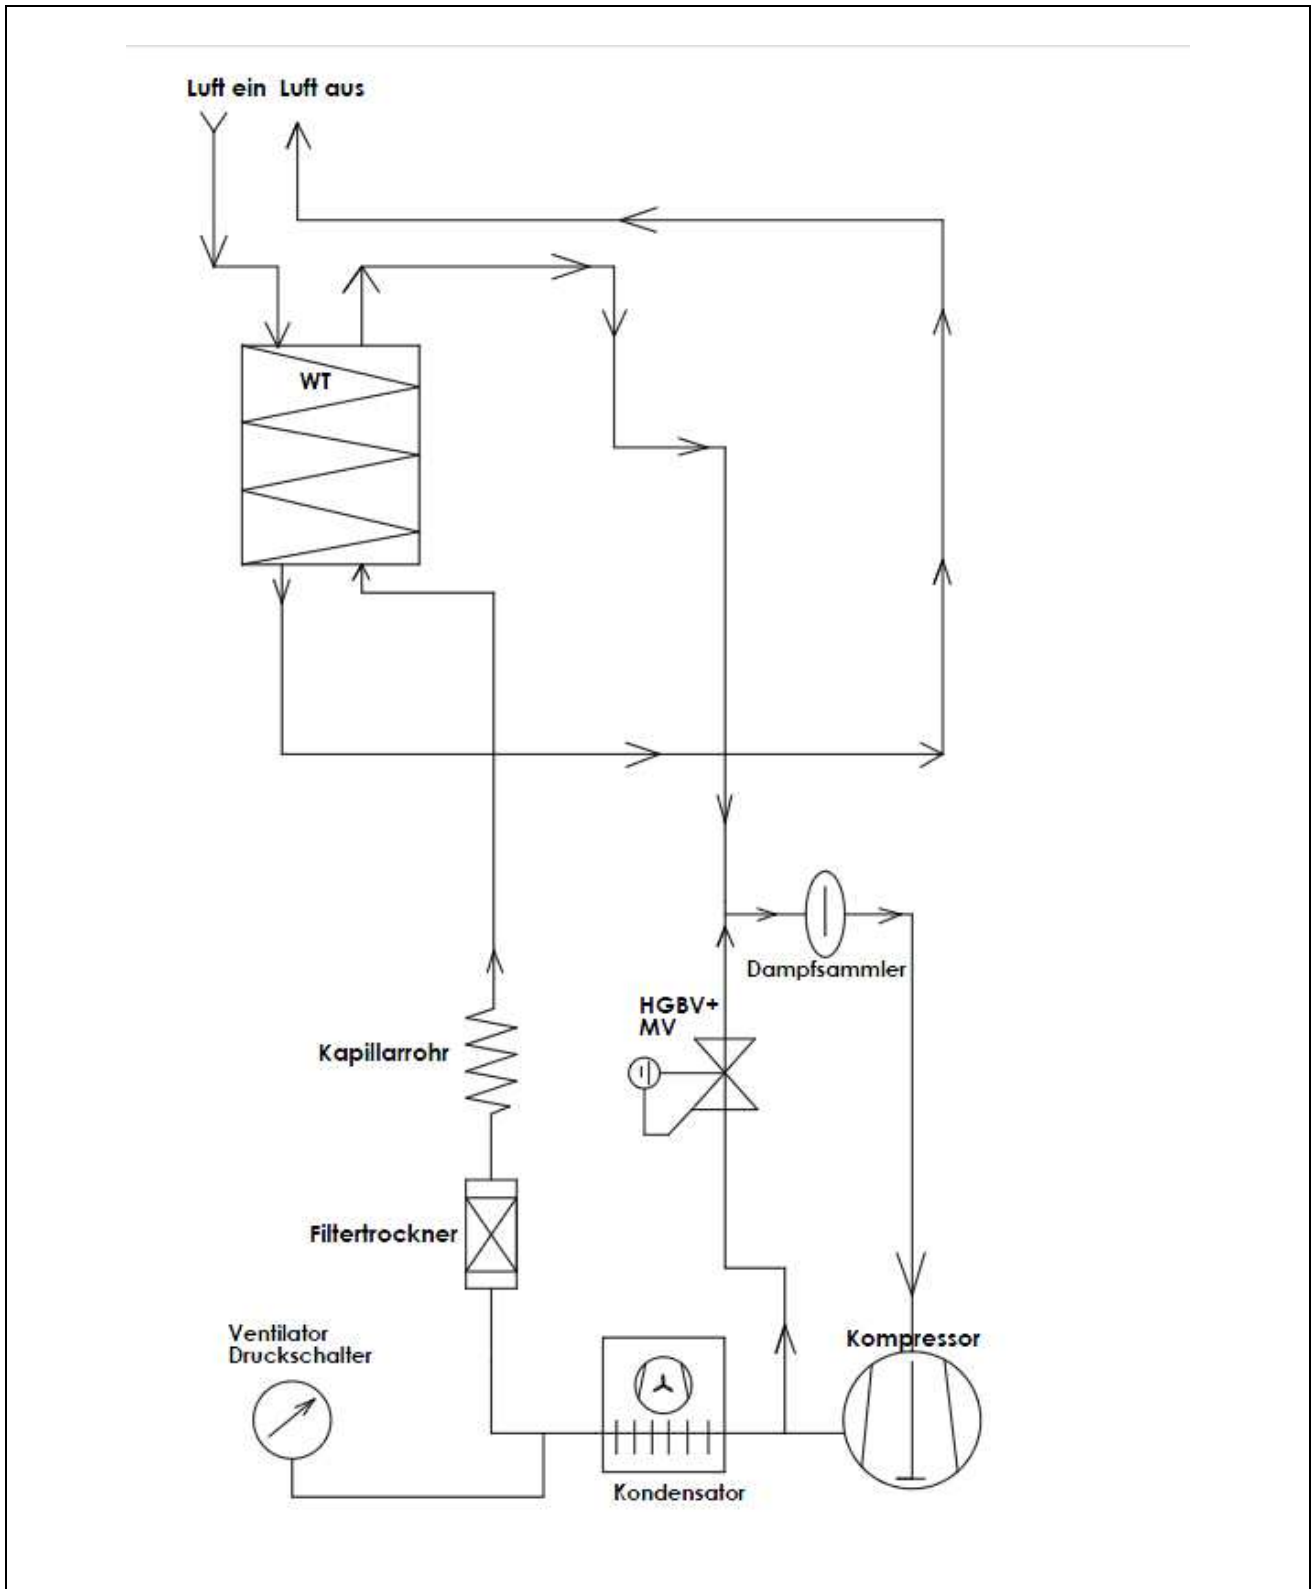 Luft ein Luft aus
WT
Dampfsammler
HGBV+
MV
Kapillarrohr
Filtertrockner
Ventilator
Druckschalter
Kompressor
Kondensator